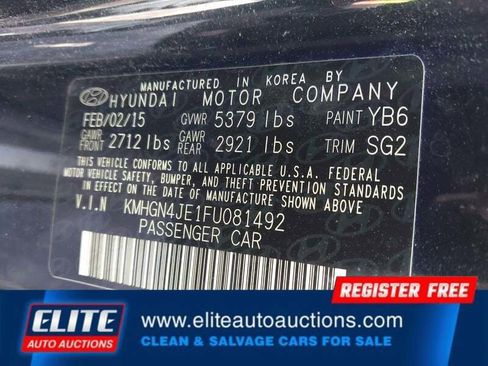 MANUFACTURED IN KOREA BY
HYUNDAI MOTOR COMPANY
FEB/02/15 GVWR 5379 lbs PAINT YB6
GAWR FRONT 2712 lbs GAWR REAR 2921 lbs TRIM SG2
THIS VEHICLE CONFORMS TO ALL APPLICABLE U.S.A. FEDERAL
MOTOR VEHICLE SAFETY, BUMPER, AND THEFT PREVENTION
STANDARDS IN EFFECT ON THE DATE OF MANUFACTURE SHOWN ABOVE
V.I.N KMHGN4JE1FU081492
PASSENGER CAR
REGISTER FREE
ELITE
AUTO AUCTIONS
www.eliteautoauctions.com
CLEAN & SALVAGE CARS FOR SALE